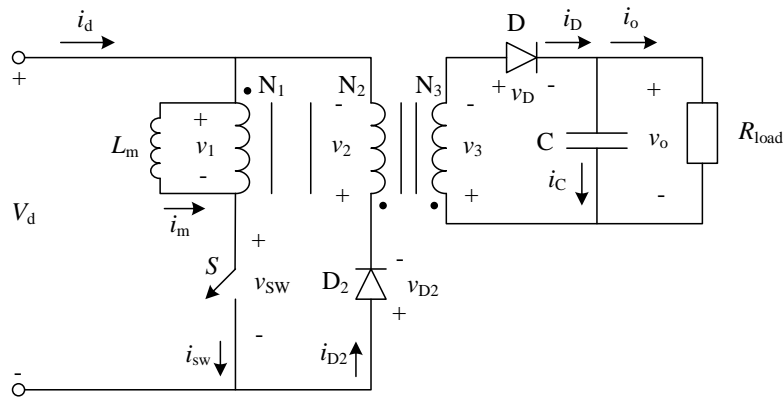 i_d
D
i_D
i_o
+
N_1
N_2
N_3
+ v_D -
-
-
+
+
L_m
v_1
v_2
v_3
C
v_o
R_load
-
+
+
i_C
-
i_m
V_d
+
S
v_SW
D_2
-
v_D2
+
-
i_sw
i_D2
-